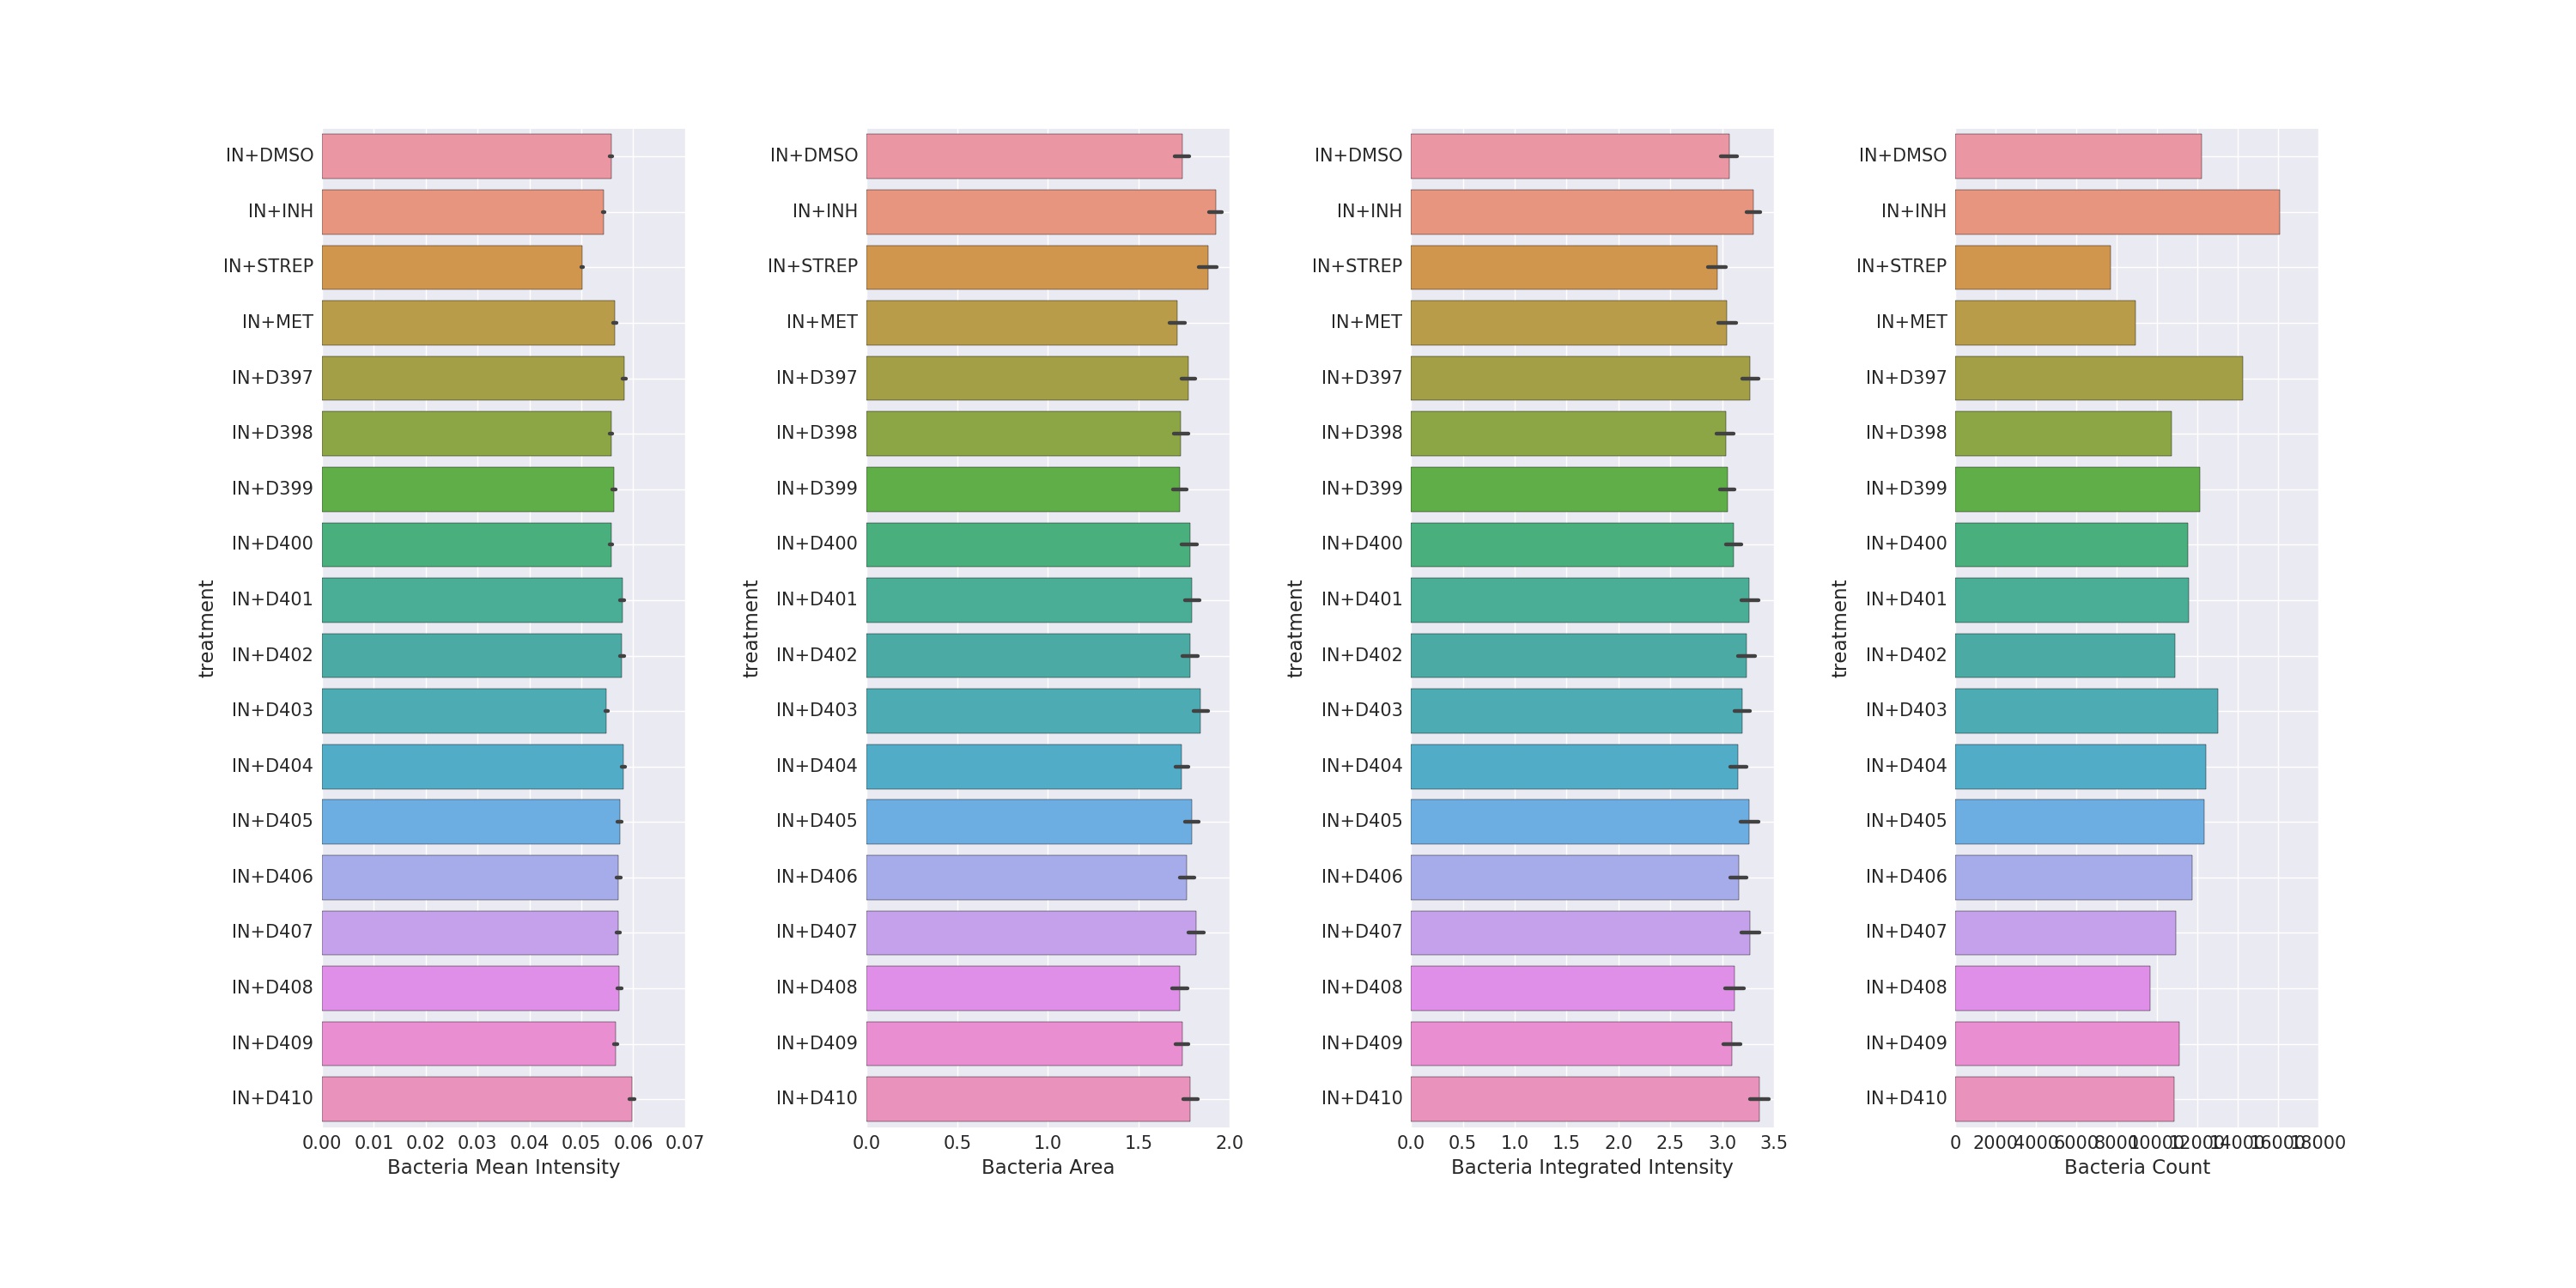 IN+DMSO
IN+INH
IN+STREP
IN+MET
IN+D397
IN+D398
IN+D399
IN+D400
IN+D401
IN+D402
IN+D403
IN+D404
IN+D405
IN+D406
IN+D407
IN+D408
IN+D409
IN+D410
treatment
0.00 0.01 0.02 0.03 0.04 0.05 0.06 0.07
Bacteria Mean Intensity
IN+DMSO
IN+INH
IN+STREP
IN+MET
IN+D397
IN+D398
IN+D399
IN+D400
IN+D401
IN+D402
IN+D403
IN+D404
IN+D405
IN+D406
IN+D407
IN+D408
IN+D409
IN+D410
treatment
0.0 0.5 1.0 1.5 2.0
Bacteria Area
IN+DMSO
IN+INH
IN+STREP
IN+MET
IN+D397
IN+D398
IN+D399
IN+D400
IN+D401
IN+D402
IN+D403
IN+D404
IN+D405
IN+D406
IN+D407
IN+D408
IN+D409
IN+D410
treatment
0.0 0.5 1.0 1.5 2.0 2.5 3.0 3.5
Bacteria Integrated Intensity
IN+DMSO
IN+INH
IN+STREP
IN+MET
IN+D397
IN+D398
IN+D399
IN+D400
IN+D401
IN+D402
IN+D403
IN+D404
IN+D405
IN+D406
IN+D407
IN+D408
IN+D409
IN+D410
treatment
0 2000 4000 6000 8000 10000 12000 14000 16000 18000
Bacteria Count